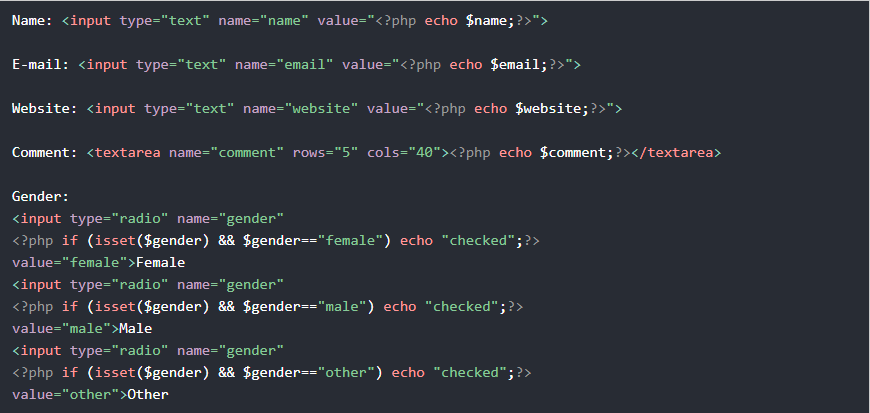 Name: <input type="text" name="name" value="<?php echo $name;?>">
E-mail: <input type="text" name="email" value="<?php echo $email;?>">
Website: <input type="text" name="website" value="<?php echo $website;?>">
Comment: <textarea name="comment" rows="5" cols="40"><?php echo $comment;?></textarea>
Gender:
<input type="radio" name="gender"
<?php if (isset($gender) && $gender=="female") echo "checked";?>
value="female">Female
<input type="radio" name="gender"
<?php if (isset($gender) && $gender=="male") echo "checked";?>
value="male">Male
<input type="radio" name="gender"
<?php if (isset($gender) && $gender=="other") echo "checked";?>
value="other">Other